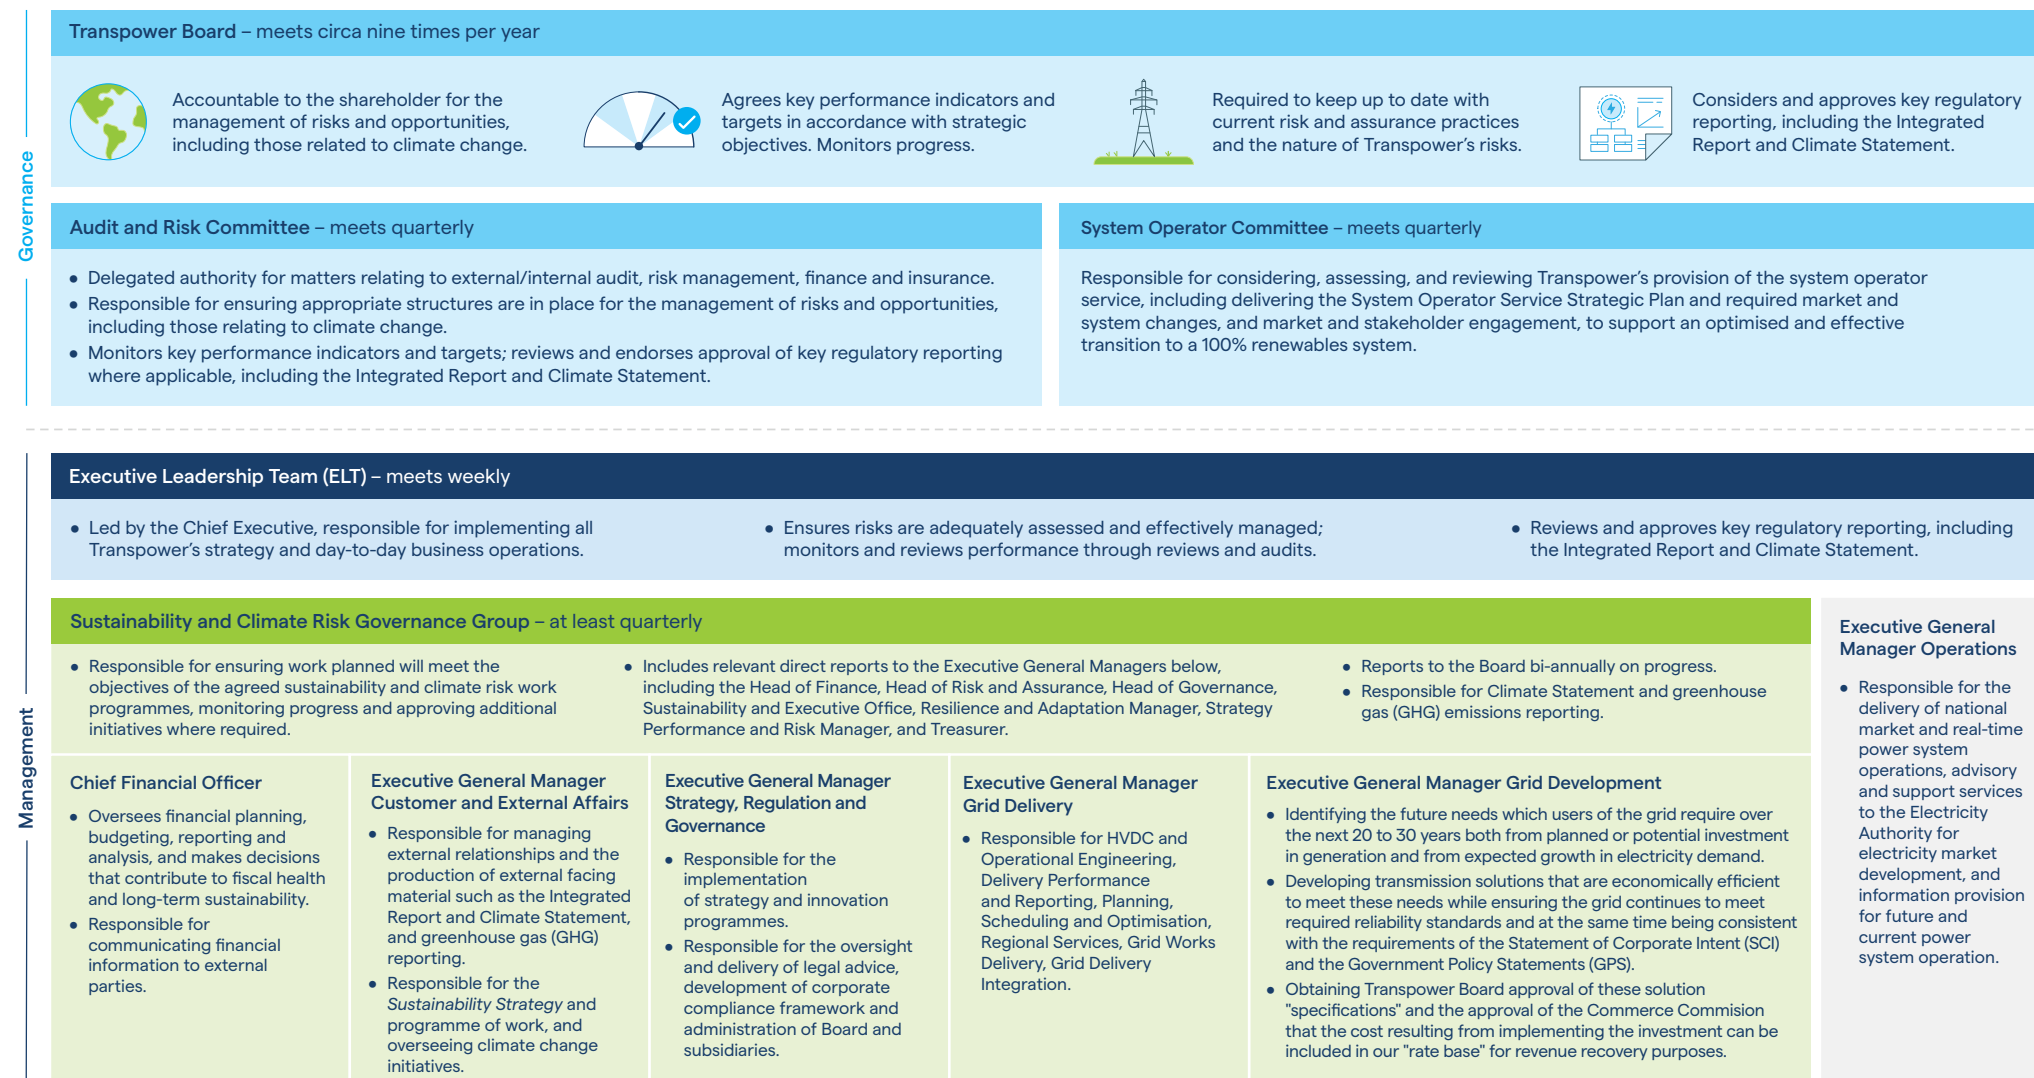 Governance
Transpower Board – meets circa nine times per year
Accountable to the shareholder for the
management of risks and opportunities,
including those related to climate change.
Agrees key performance indicators and
targets in accordance with strategic
objectives. Monitors progress.
Required to keep up to date with
current risk and assurance practices
and the nature of Transpower's risks.
Considers and approves key regulatory
reporting, including the Integrated
Report and Climate Statement.
Audit and Risk Committee – meets quarterly
• Delegated authority for matters relating to external/internal audit, risk management, finance and insurance.
• Responsible for ensuring appropriate structures are in place for the management of risks and opportunities,
including those relating to climate change.
• Monitors key performance indicators and targets; reviews and endorses approval of key regulatory reporting
where applicable, including the Integrated Report and Climate Statement.
System Operator Committee – meets quarterly
Responsible for considering, assessing, and reviewing Transpower's provision of the system operator
service, including delivering the System Operator Service Strategic Plan and required market and
system changes, and market and stakeholder engagement, to support an optimised and effective
transition to a 100% renewables system.
Management
Executive Leadership Team (ELT) – meets weekly
• Led by the Chief Executive, responsible for implementing all
Transpower's strategy and day-to-day business operations.
• Ensures risks are adequately assessed and effectively managed;
monitors and reviews performance through reviews and audits.
• Reviews and approves key regulatory reporting, including
the Integrated Report and Climate Statement.
Sustainability and Climate Risk Governance Group – at least quarterly
• Responsible for ensuring work planned will meet the
objectives of the agreed sustainability and climate risk work
programmes, monitoring progress and approving additional
initiatives where required.
• Includes relevant direct reports to the Executive General Managers below,
including the Head of Finance, Head of Risk and Assurance, Head of Governance,
Sustainability and Executive Office, Resilience and Adaptation Manager, Strategy
Performance and Risk Manager, and Treasurer.
• Reports to the Board bi-annually on progress.
• Responsible for Climate Statement and greenhouse
gas (GHG) emissions reporting.
Chief Financial Officer
• Oversees financial planning,
budgeting, reporting and
analysis, and makes decisions
that contribute to fiscal health
and long-term sustainability.
• Responsible for
communicating financial
information to external
parties.
Executive General Manager
Customer and External Affairs
• Responsible for managing
external relationships and the
production of external facing
material such as the Integrated
Report and Climate Statement,
and greenhouse gas (GHG)
reporting.
• Responsible for the
Sustainability Strategy and
programme of work, and
overseeing climate change
initiatives.
Executive General Manager
Strategy, Regulation and
Governance
• Responsible for the
implementation
of strategy and innovation
programmes.
• Responsible for the oversight
and delivery of legal advice,
development of corporate
compliance framework and
administration of Board and
subsidiaries.
Executive General Manager
Grid Delivery
• Responsible for HVDC and
Operational Engineering,
Delivery Performance
and Reporting, Planning,
Scheduling and Optimisation,
Regional Services, Grid Works
Delivery, Grid Delivery
Integration.
Executive General Manager Grid Development
• Identifying the future needs which users of the grid require over
the next 20 to 30 years both from planned or potential investment
in generation and from expected growth in electricity demand.
• Developing transmission solutions that are economically efficient
to meet these needs while ensuring the grid continues to meet
required reliability standards and at the same time being consistent
with the requirements of the Statement of Corporate Intent (SCI)
and the Government Policy Statements (GPS).
• Obtaining Transpower Board approval of these solution
"specifications" and the approval of the Commerce Commision
that the cost resulting from implementing the investment can be
included in our "rate base" for revenue recovery purposes.
Executive General
Manager Operations
• Responsible for the
delivery of national
market and real-time
power system
operations, advisory
and support services
to the Electricity
Authority for
electricity market
development, and
information provision
for future and
current power
system operation.